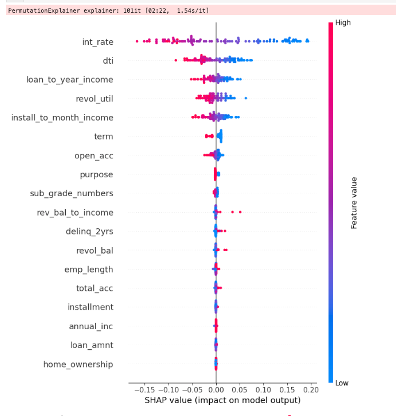 PermutationExplainer explainer: 101it [02:22, 1.54s/it]
High
int_rate
dti
loan_to_year_income
revol_util
install_to_month_income
term
open_acc
purpose
sub_grade_numbers
rev_bal_to_income
delinq_2yrs
revol_bal
emp_length
total_acc
installment
annual_inc
loan_amnt
home_ownership
Feature value
Low
−0.15 −0.10 −0.05 0.00 0.05 0.10 0.15 0.20
SHAP value (impact on model output)